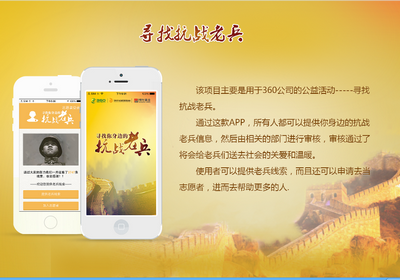 寻找抗战老兵
该项目主要是用于360公司的公益活动-----寻找
抗战老兵。
通过这款APP，所有人都可以提供你身边的抗战
老兵信息，然后由相关的部门进行审核，审核通过了
将会给老兵们送去社会的关爱和温暖。
使用者可以提供老兵线索，而且还可以申请去当
志愿者，进而去帮助更多的人.
寻找你身边的
抗战老兵
抗战老兵